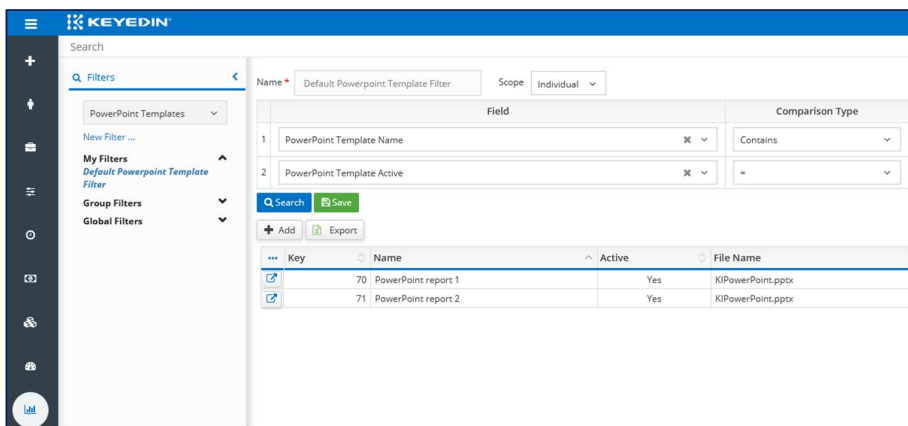 KEYEDIN
Search
Filters
PowerPoint Templates
New Filter ...
My Filters
Default Powerpoint Template
Filter
Group Filters
Global Filters
Name * Default Powerpoint Template Filter Scope Individual
Field Comparison Type
1 PowerPoint Template Name Contains
2 PowerPoint Template Active =
Search Save
Add Export
... Key Name Active File Name
70 PowerPoint report 1 Yes KIPowerPoint.pptx
71 PowerPoint report 2 Yes KIPowerPoint.pptx